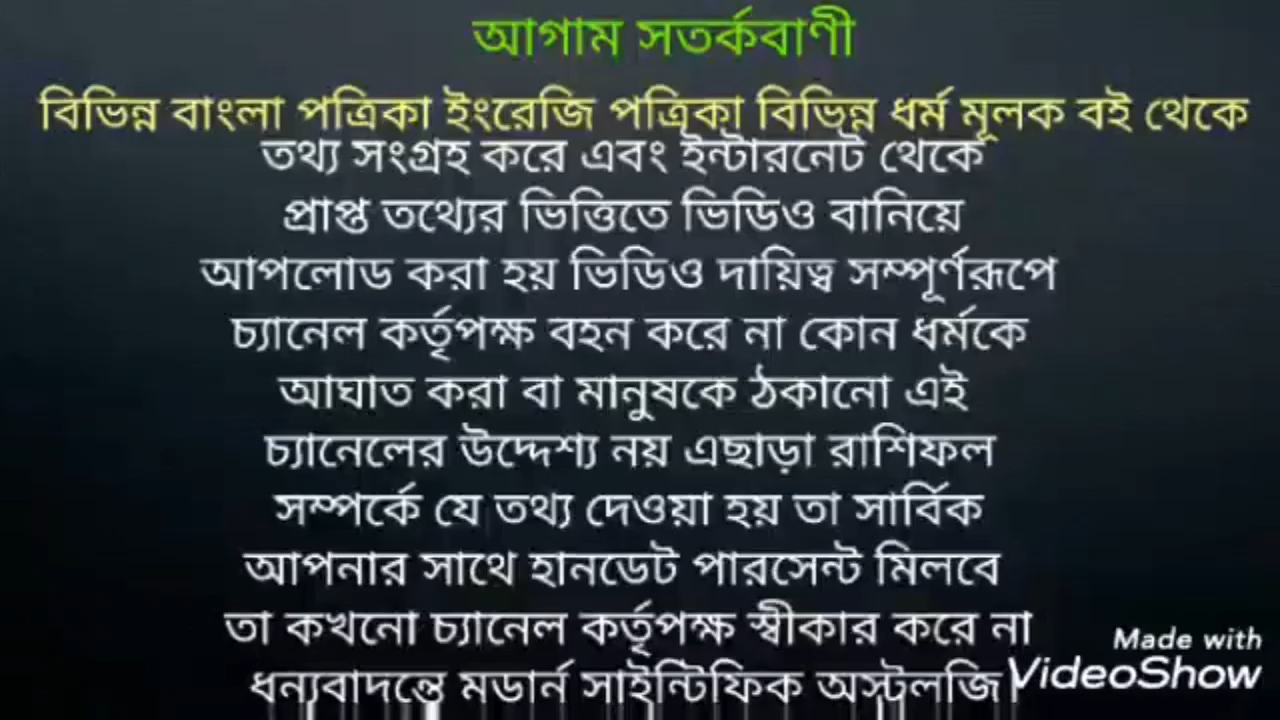 আগাম সতর্কবাণী
বিভিন্ন বাংলা পত্রিকা ইংরেজি পত্রিকা বিভিন্ন ধর্ম মূলক বই থেকে
তথ্য সংগ্রহ করে এবং ইন্টারনেট থেকে
প্রাপ্ত তথ্যের ভিত্তিতে ভিডিও বানিয়ে
আপলোড করা হয় ভিডিও দায়িত্ব সম্পূর্ণরূপে
চ্যানেল কর্তৃপক্ষ বহন করে না কোন ধর্মকে
আঘাত করা বা মানুষকে ঠকানো এই
চ্যানেলের উদ্দেশ্য নয় এছাড়া রাশিফল
সম্পর্কে যে তথ্য দেওয়া হয় তা সার্বিক
আপনার সাথে হানডেট পারসেন্ট মিলবে
তা কখনো চ্যানেল কর্তৃপক্ষ স্বীকার করে না
ধন্যবাদন্তে মডার্ন সাইন্টিফিক অস্ট্রলজি।
Made with
VideoShow